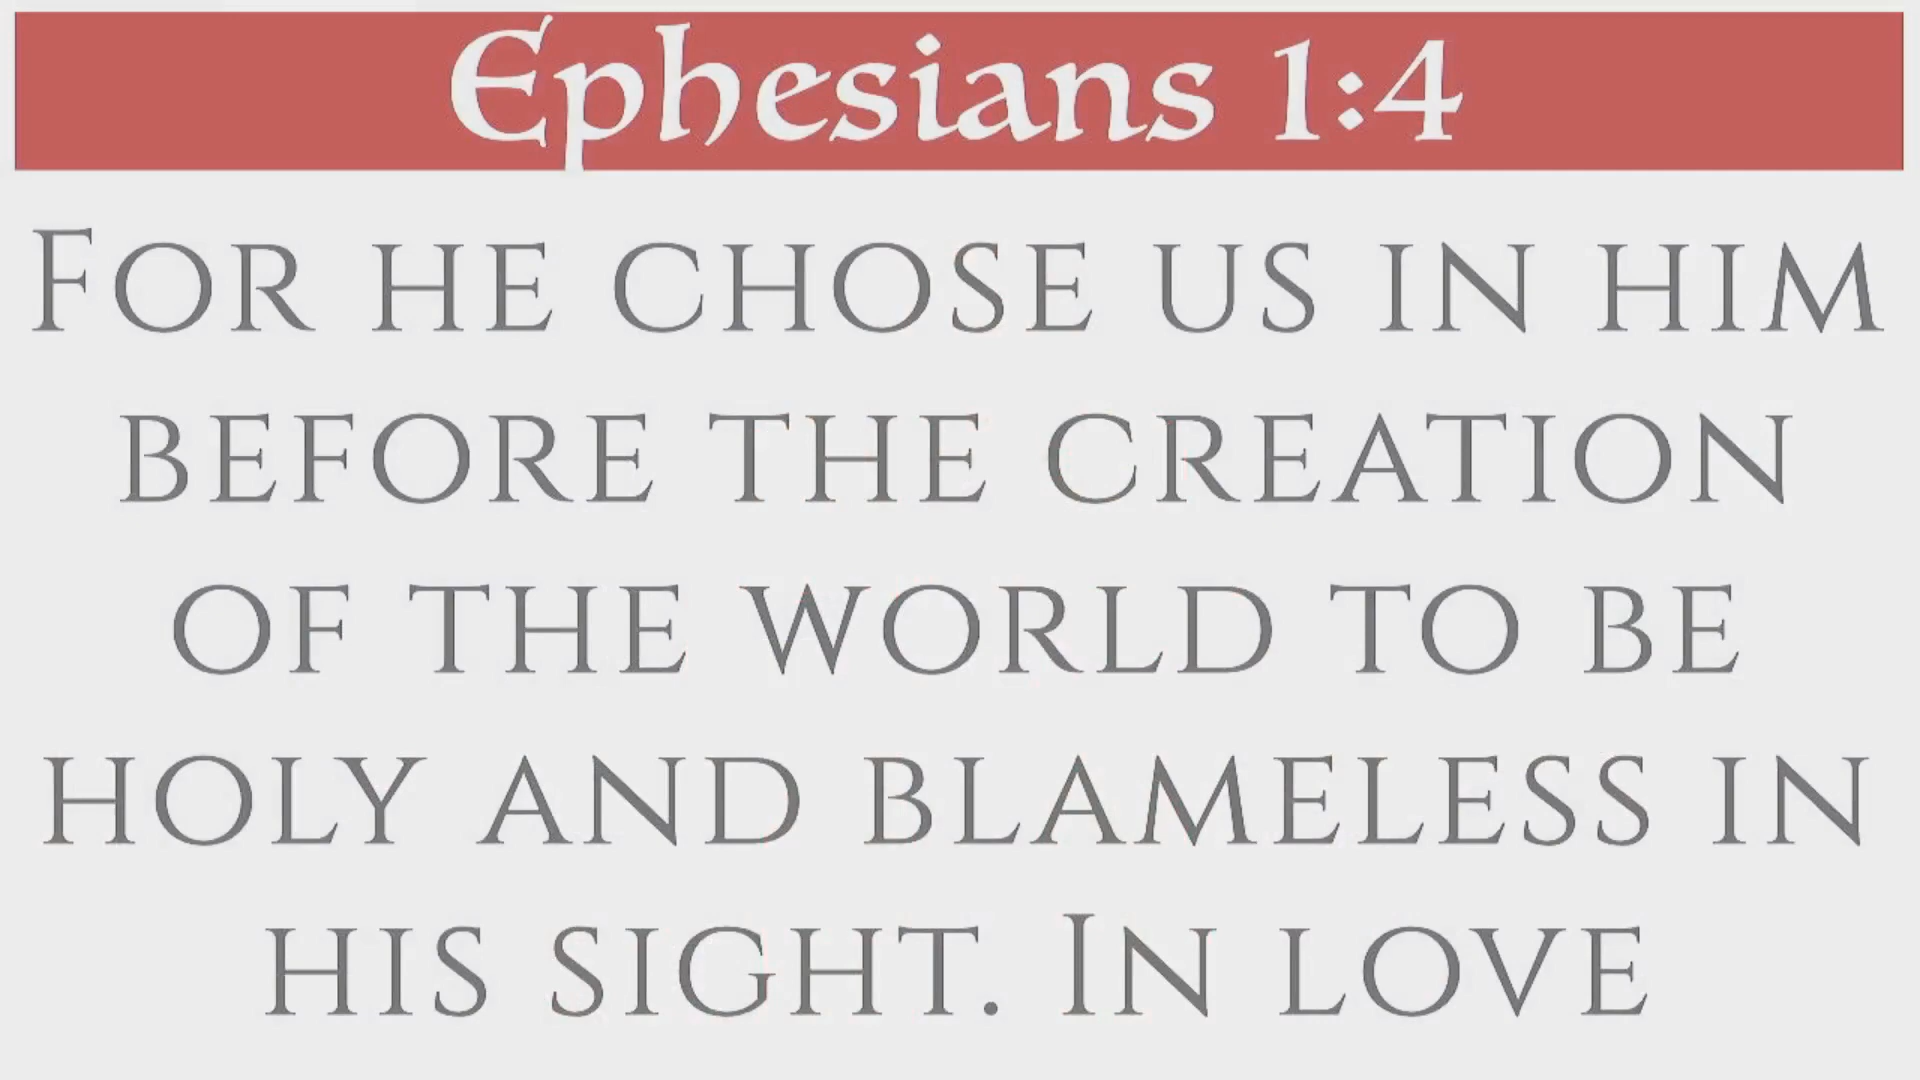 Ephesians 1:4
For he chose us in him
before the creation
of the world to be
holy and blameless in
his sight. In love